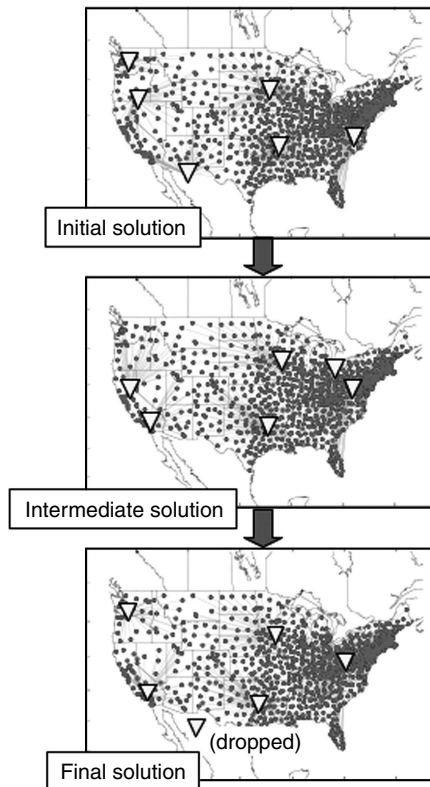 Initial solution
Intermediate solution
(dropped)
Final solution